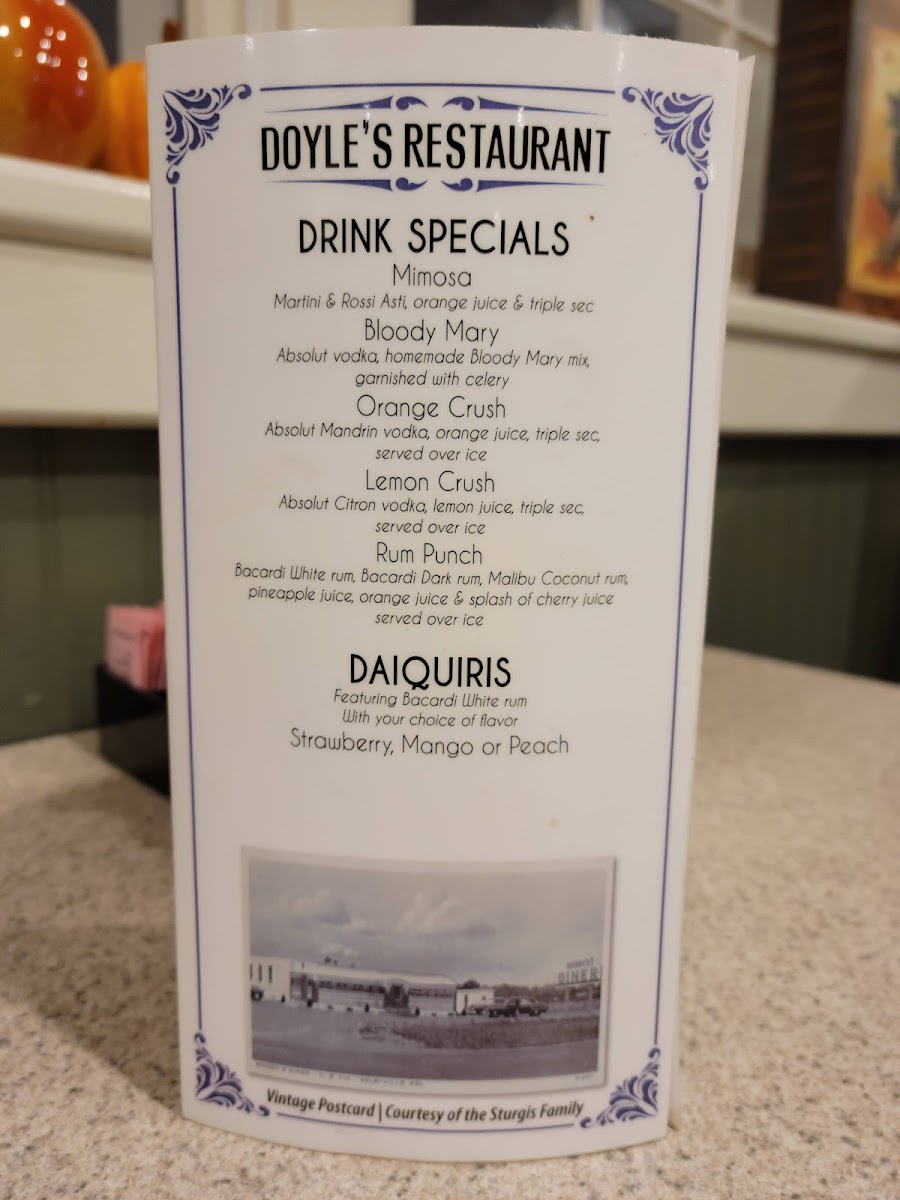 DOYLE'S RESTAURANT
DRINK SPECIALS
Mimosa
Martini & Rossi Asti, orange juice & triple sec
Bloody Mary
Absolut vodka, homemade Bloody Mary mix,
garnished with celery
Orange Crush
Absolut Mandrin vodka, orange juice, triple sec,
served over ice
Lemon Crush
Absolut Citron vodka, lemon juice, triple sec,
served over ice
Rum Punch
Bacardi White rum, Bacardi Dark rum, Malibu Coconut rum,
pineapple juice, orange juice & splash of cherry juice
served over ice
DAIQUIRIS
Featuring Bacardi White rum
With your choice of flavor
Strawberry, Mango or Peach
DINER
Vintage Postcard | Courtesy of the Sturgis Family